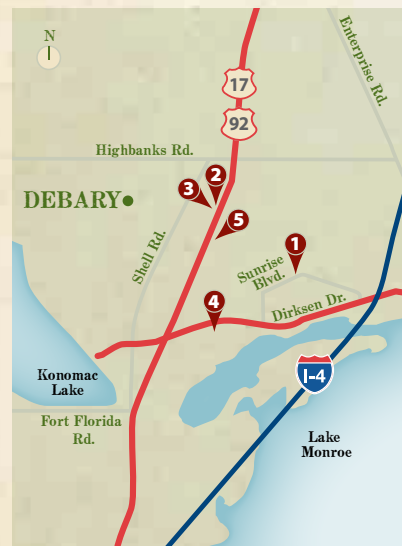 N
17
92
Enterprise Rd.
Highbanks Rd.
DEBARY
3
2
5
Shell Rd.
1
Sunrise
Blvd.
4
Dirksen Dr.
Konomac
Lake
I-4
Fort Florida
Rd.
Lake
Monroe